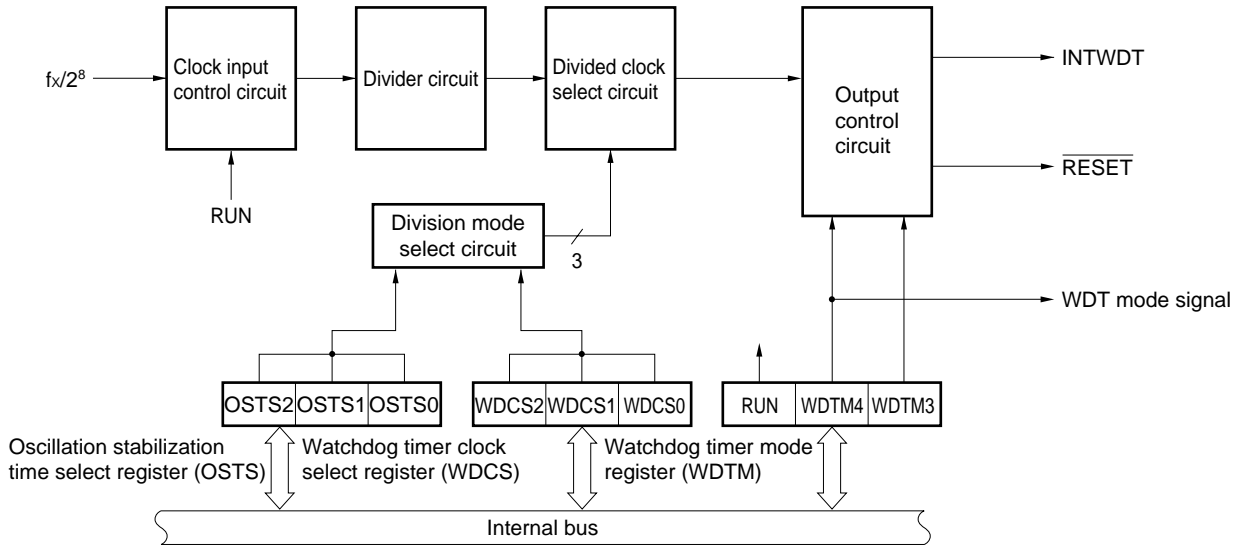 fX/2⁸
Clock input
control circuit
Divider circuit
Divided clock
select circuit
Output
control
circuit
INTWDT
RESET
RUN
Division mode
select circuit
3
WDT mode signal
OSTS2 OSTS1 OSTS0
WDCS2 WDCS1 WDCS0
RUN WDTM4 WDTM3
Oscillation stabilization
time select register (OSTS)
Watchdog timer clock
select register (WDCS)
Watchdog timer mode
register (WDTM)
Internal bus